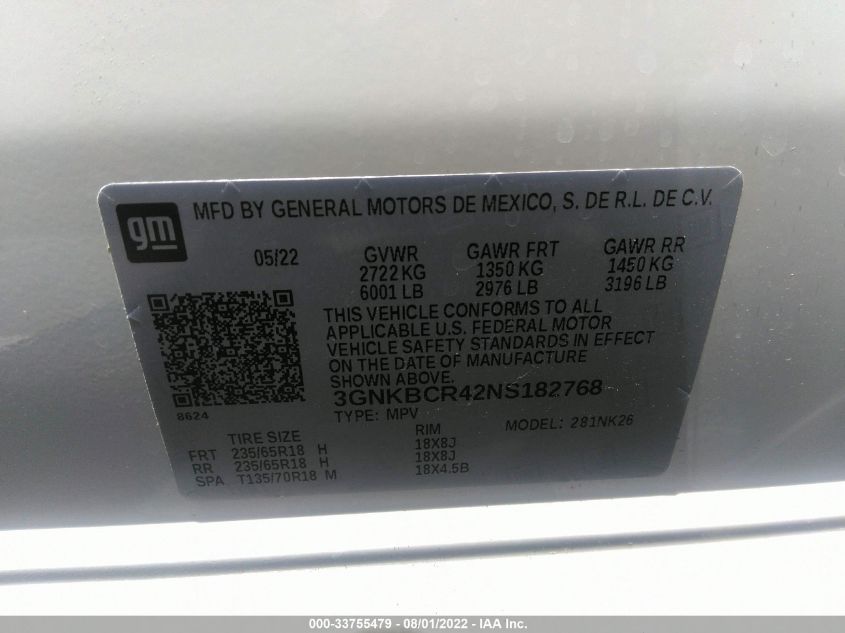 gm MFD BY GENERAL MOTORS DE MEXICO, S. DE R.L. DE C.V.
05/22 GVWR GAWR FRT GAWR RR
2722 KG 1350 KG 1450 KG
6001 LB 2976 LB 3196 LB
THIS VEHICLE CONFORMS TO ALL
APPLICABLE U.S. FEDERAL MOTOR
VEHICLE SAFETY STANDARDS IN EFFECT
ON THE DATE OF MANUFACTURE
SHOWN ABOVE.
3GNKBCR42NS182768
8624 TYPE: MPV MODEL: 281NK26
TIRE SIZE RIM
FRT 235/65R18 H 18X8J
RR 235/65R18 H 18X8J
SPA T135/70R18 M 18X4.5B
000-33755479 - 08/01/2022 - IAA Inc.